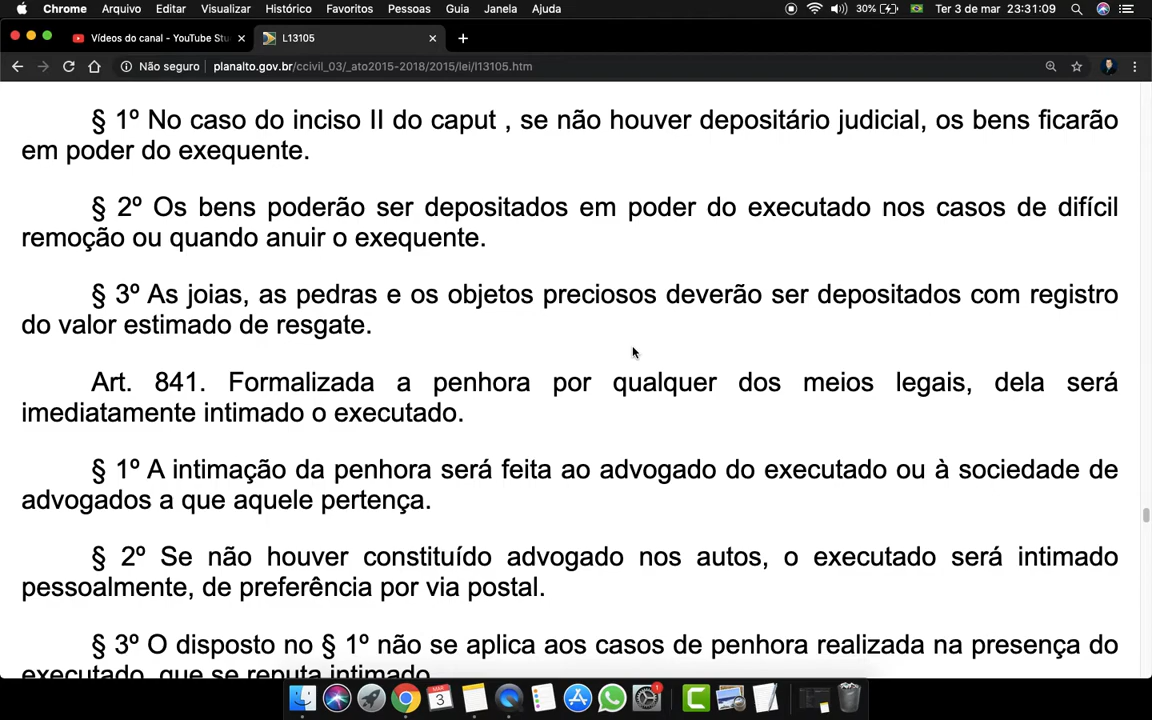 Chrome Arquivo Editar Visualizar Histórico Favoritos Pessoas Guia Janela Ajuda 30% Ter 3 de mar 23:31:09
Vídeos do canal - YouTube Stu L13105
Não seguro planalto.gov.br/ccivil_03/_ato2015-2018/2015/lei/l13105.htm
§ 1º No caso do inciso II do caput , se não houver depositário judicial, os bens ficarão
em poder do exequente.
§ 2º Os bens poderão ser depositados em poder do executado nos casos de difícil
remoção ou quando anuir o exequente.
§ 3º As joias, as pedras e os objetos preciosos deverão ser depositados com registro
do valor estimado de resgate.
Art. 841. Formalizada a penhora por qualquer dos meios legais, dela será
imediatamente intimado o executado.
§ 1º A intimação da penhora será feita ao advogado do executado ou à sociedade de
advogados a que aquele pertença.
§ 2º Se não houver constituído advogado nos autos, o executado será intimado
pessoalmente, de preferência por via postal.
§ 3º O disposto no § 1º não se aplica aos casos de penhora realizada na presença do
executado, que se reputa intimado.
MAR
3
1